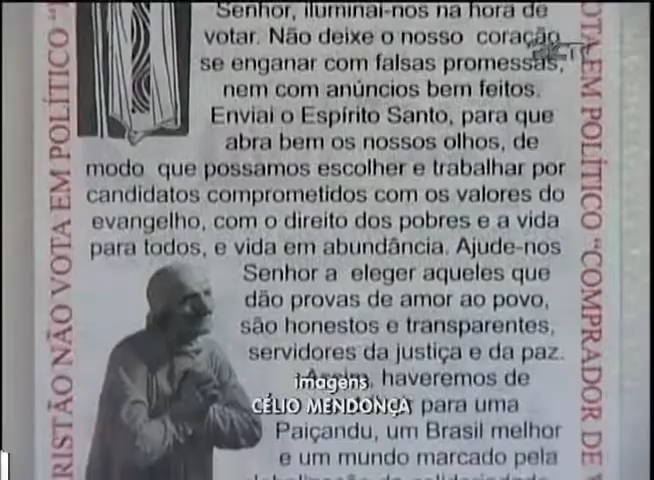 Senhor, iluminai-nos na hora de
votar. Não deixe o nosso coração
se enganar com falsas promessas,
nem com anúncios bem feitos.
Enviai o Espírito Santo, para que
abra bem os nossos olhos, de
modo que possamos escolher e trabalhar por
candidatos comprometidos com os valores do
evangelho, com o direito dos pobres e a vida
para todos, e vida em abundância. Ajude-nos
Senhor a eleger aqueles que
dão provas de amor ao povo,
são honestos e transparentes,
servidores da justiça e da paz.
Assim, haveremos de
para uma
Paiçandu, um Brasil melhor
e um mundo marcado pela
imagens
CÉLIO MENDONÇA
RISTÃO NÃO VOTA EM POLÍTICO "
OTA EM POLÍTICO "COMPRADOR DE